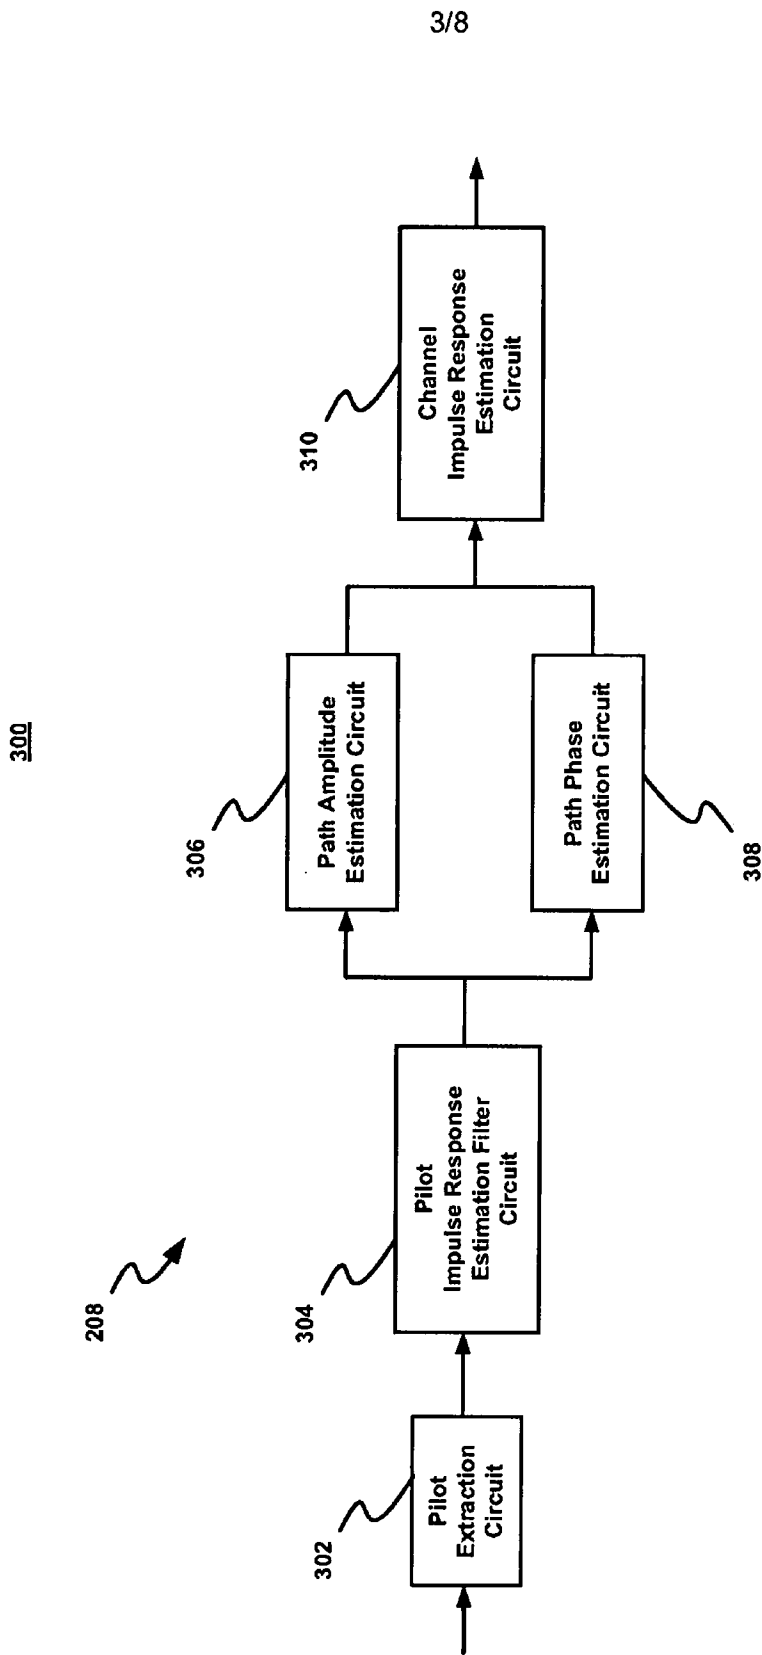 3/8
300
208
302
Pilot
Extraction
Circuit
304
Pilot
Impulse Response
Estimation Filter
Circuit
306
Path Amplitude
Estimation Circuit
Path Phase
Estimation Circuit
308
310
Channel
Impulse Response
Estimation
Circuit